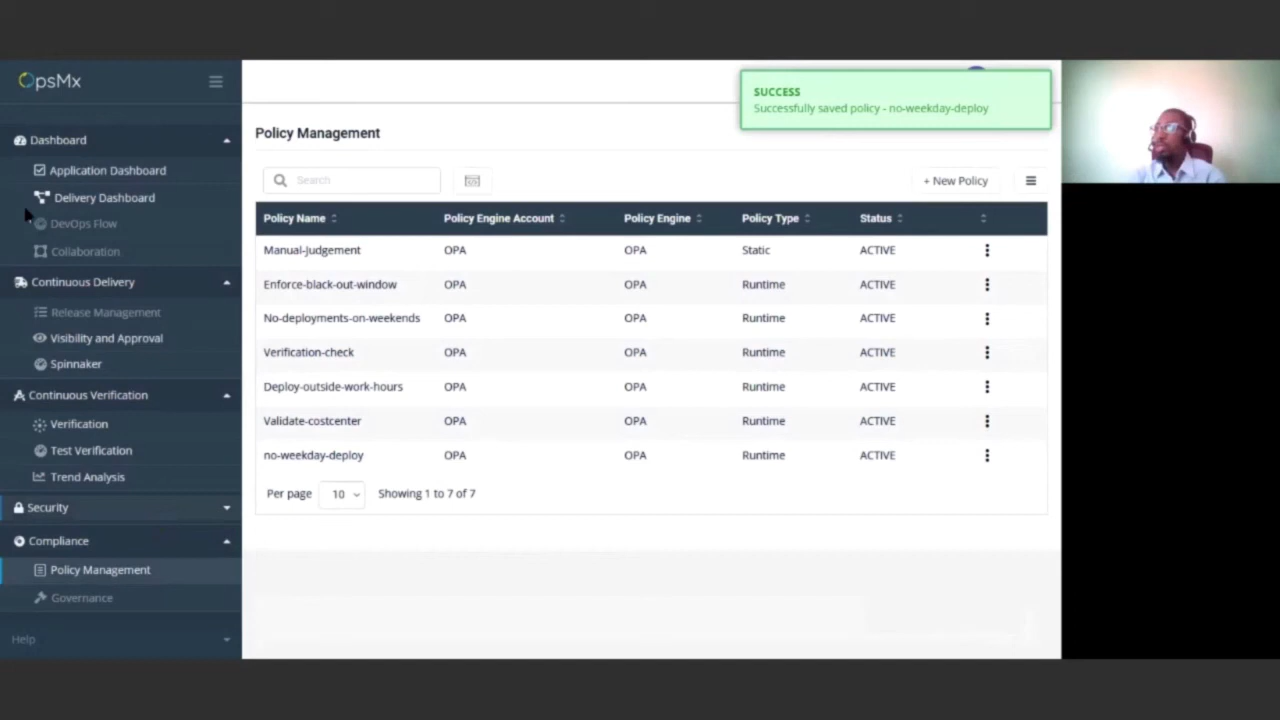 OpsMx
SUCCESS
Successfully saved policy - no-weekday-deploy
Dashboard
Application Dashboard
Delivery Dashboard
DevOps Flow
Collaboration
Continuous Delivery
Release Management
Visibility and Approval
Spinnaker
Continuous Verification
Verification
Test Verification
Trend Analysis
Security
Compliance
Policy Management
Governance
Help
Policy Management
Search
+ New Policy
Policy Name Policy Engine Account Policy Engine Policy Type Status
Manual-Judgement OPA OPA Static ACTIVE
Enforce-black-out-window OPA OPA Runtime ACTIVE
No-deployments-on-weekends OPA OPA Runtime ACTIVE
Verification-check OPA OPA Runtime ACTIVE
Deploy-outside-work-hours OPA OPA Runtime ACTIVE
Validate-costcenter OPA OPA Runtime ACTIVE
no-weekday-deploy OPA OPA Runtime ACTIVE
Per page 10 Showing 1 to 7 of 7